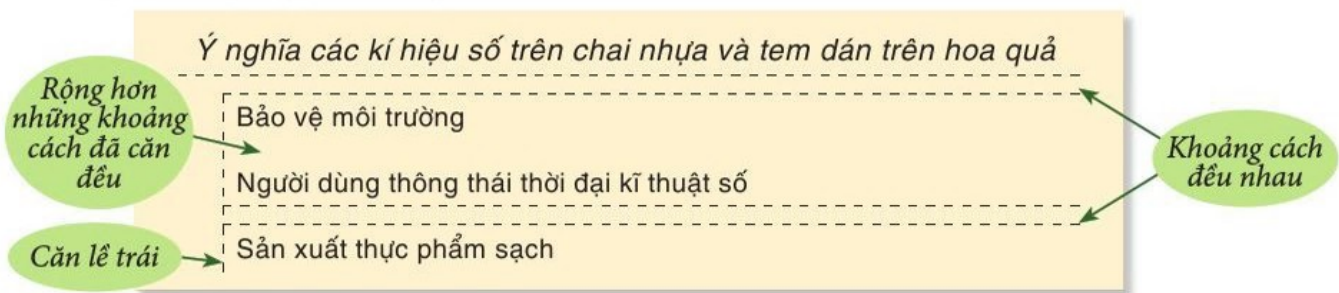 Ý nghĩa các kí hiệu số trên chai nhựa và tem dán trên hoa quả
Rộng hơn
những khoảng
cách đã căn
đều
Bảo vệ môi trường
Người dùng thông thái thời đại kĩ thuật số
Khoảng cách
đều nhau
Căn lề trái
Sản xuất thực phẩm sạch